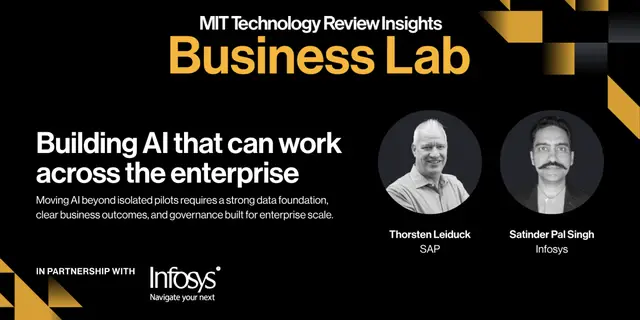 MIT Technology Review Insights
Business Lab
Building AI that can work
across the enterprise
Moving AI beyond isolated pilots requires a strong data foundation,
clear business outcomes, and governance built for enterprise scale.
Thorsten Leiduck
SAP
Satinder Pal Singh
Infosys
IN PARTNERSHIP WITH
Infosys
Navigate your next